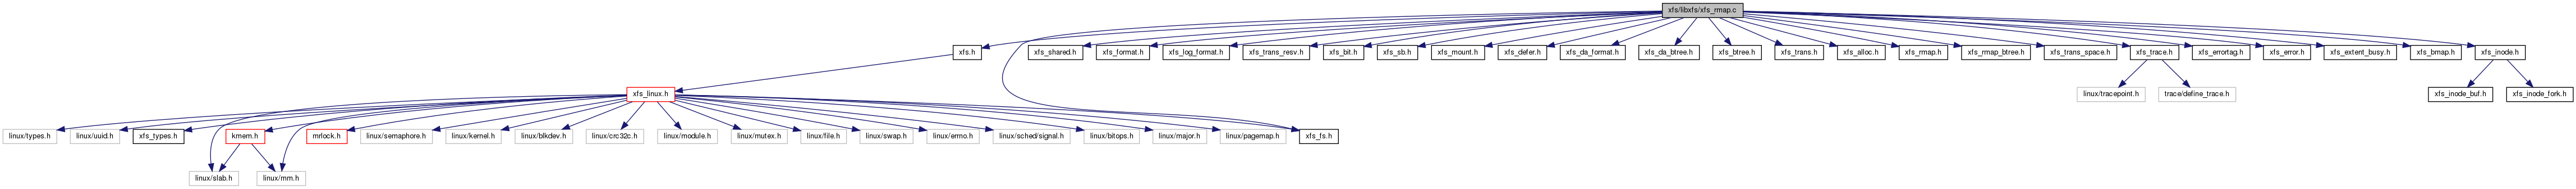 xfs/libxfs/xfs_rmap.c
xfs.h
xfs_shared.h
xfs_format.h
xfs_log_format.h
xfs_trans_resv.h
xfs_bit.h
xfs_sb.h
xfs_mount.h
xfs_defer.h
xfs_da_format.h
xfs_da_btree.h
xfs_btree.h
xfs_trans.h
xfs_alloc.h
xfs_rmap.h
xfs_rmap_btree.h
xfs_trans_space.h
xfs_trace.h
xfs_errortag.h
xfs_error.h
xfs_extent_busy.h
xfs_bmap.h
xfs_inode.h
xfs_linux.h
linux/tracepoint.h
trace/define_trace.h
xfs_inode_buf.h
xfs_inode_fork.h
linux/types.h
linux/uuid.h
xfs_types.h
kmem.h
mrlock.h
linux/semaphore.h
linux/kernel.h
linux/blkdev.h
linux/crc32c.h
linux/module.h
linux/mutex.h
linux/file.h
linux/swap.h
linux/errno.h
linux/sched/signal.h
linux/bitops.h
linux/major.h
linux/pagemap.h
xfs_fs.h
linux/slab.h
linux/mm.h